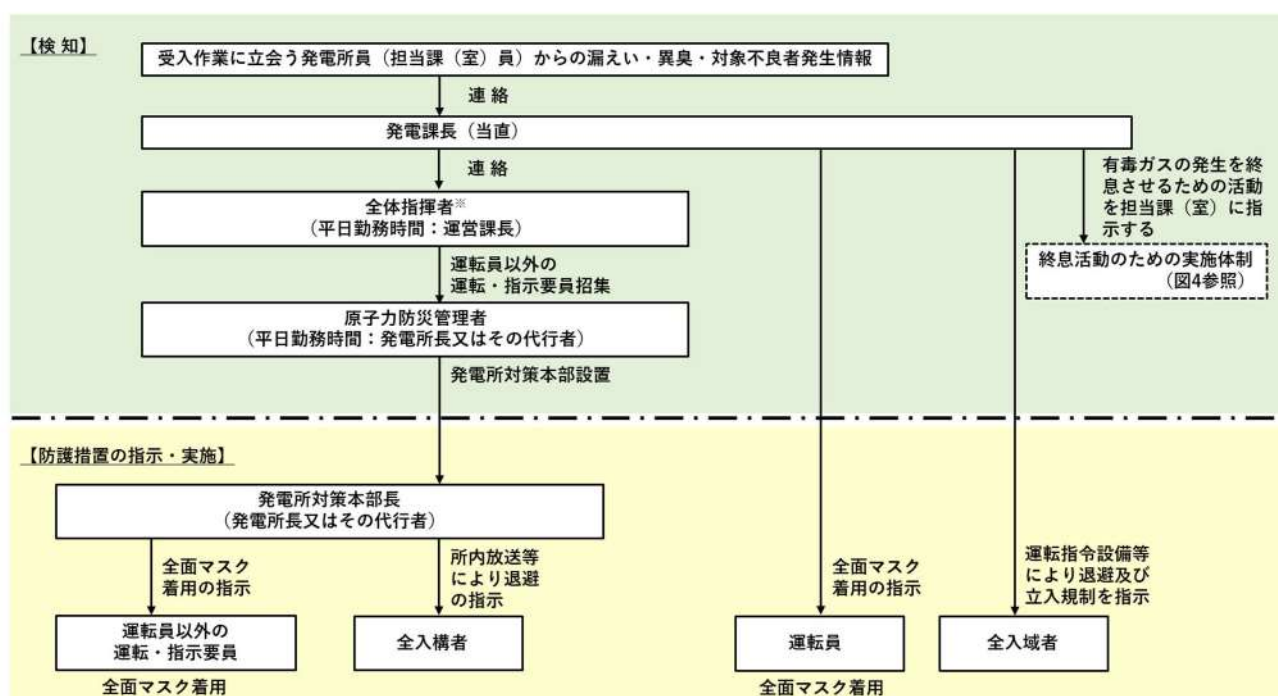 【検 知】
受入作業に立会う発電所員（担当課（室）員）からの漏えい・異臭・対象不良者発生情報
連 絡
発電課長（当直）
連 絡
全体指揮者※
（平日勤務時間：運営課長）
運転員以外の
運転・指示要員招集
原子力防災管理者
（平日勤務時間：発電所長又はその代行者）
発電所対策本部設置
有毒ガスの発生を終
息させるための活動
を担当課（室）に指
示する
終息活動のための実施体制
（図4参照）
【防護措置の指示・実施】
発電所対策本部長
（発電所長又はその代行者）
全面マスク
着用の指示
所内放送等
により退避
の指示
全面マスク
着用の指示
運転指令設備等
により退避及び
立入規制を指示
運転員以外の
運転・指示要員
全入構者
運転員
全入域者
全面マスク着用
全面マスク着用